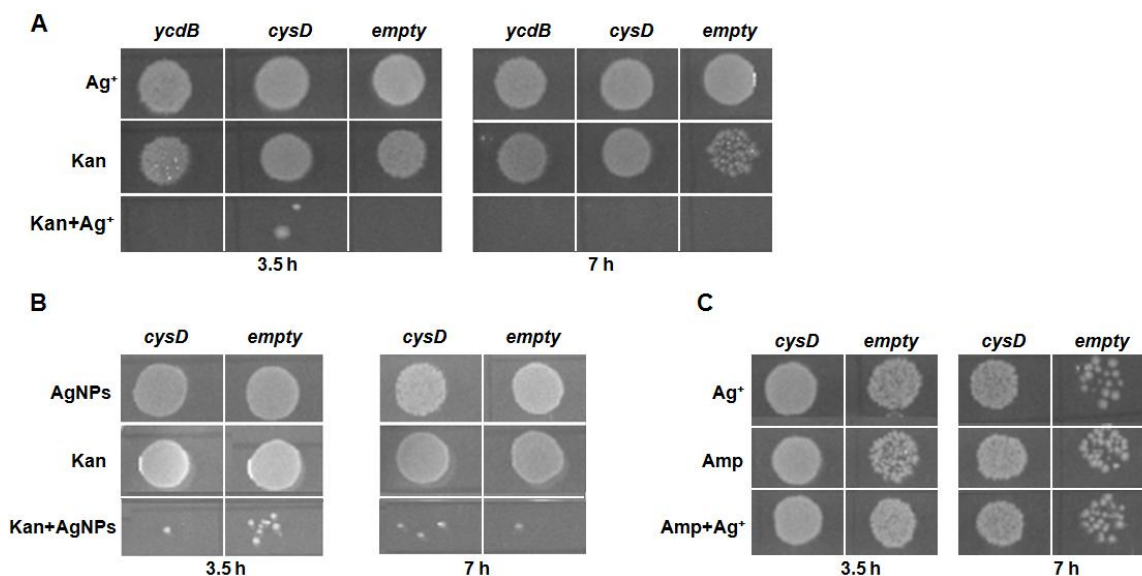 A
ycdB cysD empty ycdB cysD empty
Ag⁺
Kan
Kan+Ag⁺
3.5 h 7 h
B
cysD empty cysD empty
AgNPs
Kan
Kan+AgNPs
3.5 h 7 h
C
cysD empty cysD empty
Ag⁺
Amp
Amp+Ag⁺
3.5 h 7 h